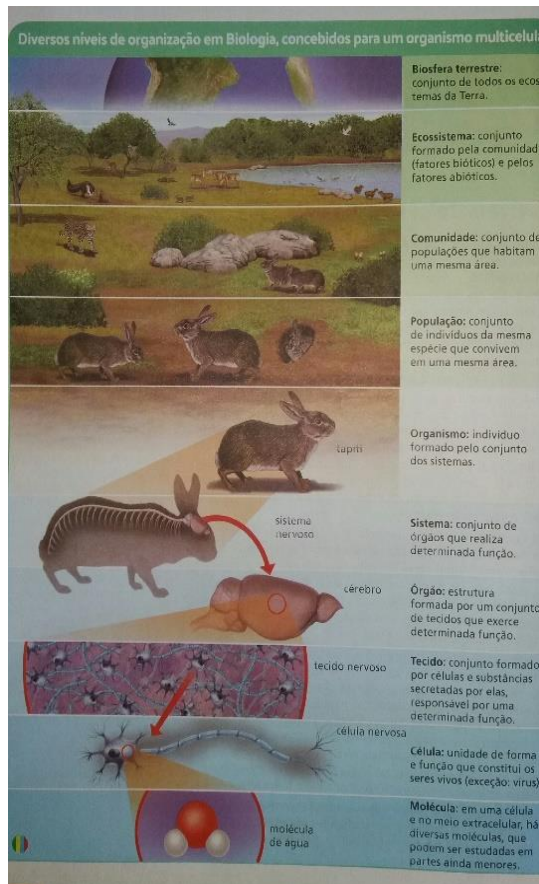 Diversos níveis de organização em Biologia, concebidos para um organismo multicelula
Biosfera terrestre:
conjunto de todos os ecos
temas da Terra.
Ecossistema: conjunto
formado pela comunidad
(fatores bióticos) e pelos
fatores abióticos.
Comunidade: conjunto de
populações que habitam
uma mesma área.
População: conjunto
de indivíduos da mesma
espécie que convivem
em uma mesma área.
tapiti
Organismo: indivíduo
formado pelo conjunto
dos sistemas.
sistema
nervoso
Sistema: conjunto de
órgãos que realiza
determinada função.
cérebro
Órgão: estrutura
formada por um conjunto
de tecidos que exerce
determinada função.
tecido nervoso
Tecido: conjunto formado
por células e substâncias
secretadas por elas,
responsável por uma
determinada função.
célula nervosa
Célula: unidade de forma
e função que constitui os
seres vivos (exceção: vírus)
molécula
de água
Molécula: em uma célula
e no meio extracelular, há
diversas moléculas, que
podem ser estudadas em
partes ainda menores.